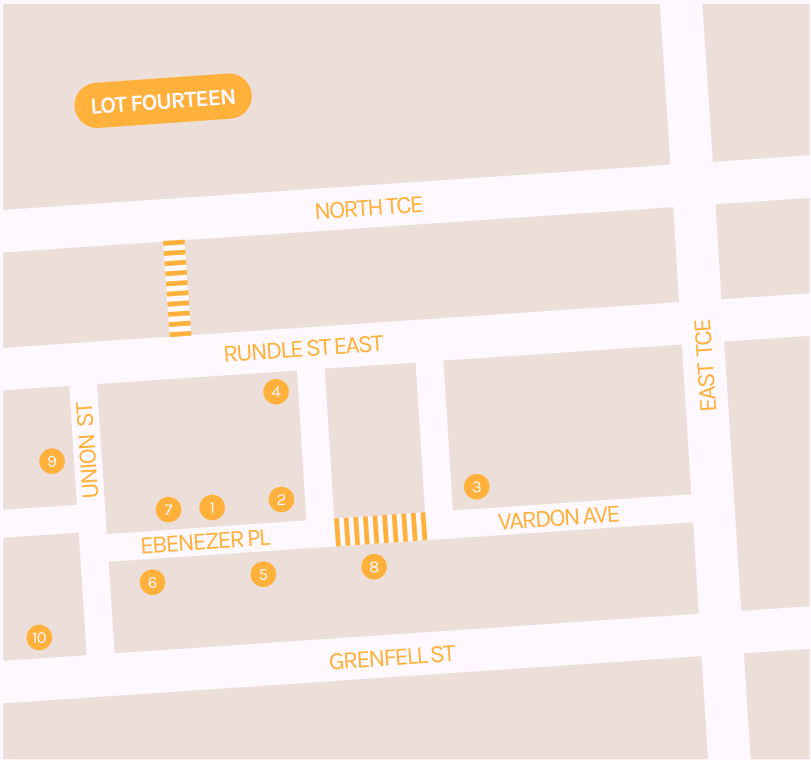 LOT FOURTEEN
NORTH TCE
RUNDLE ST EAST
EAST TCE
4
UNION ST
9
3
2
1
7
VARDON AVE
EBENEZER PL
8
5
6
10
GRENFELL ST